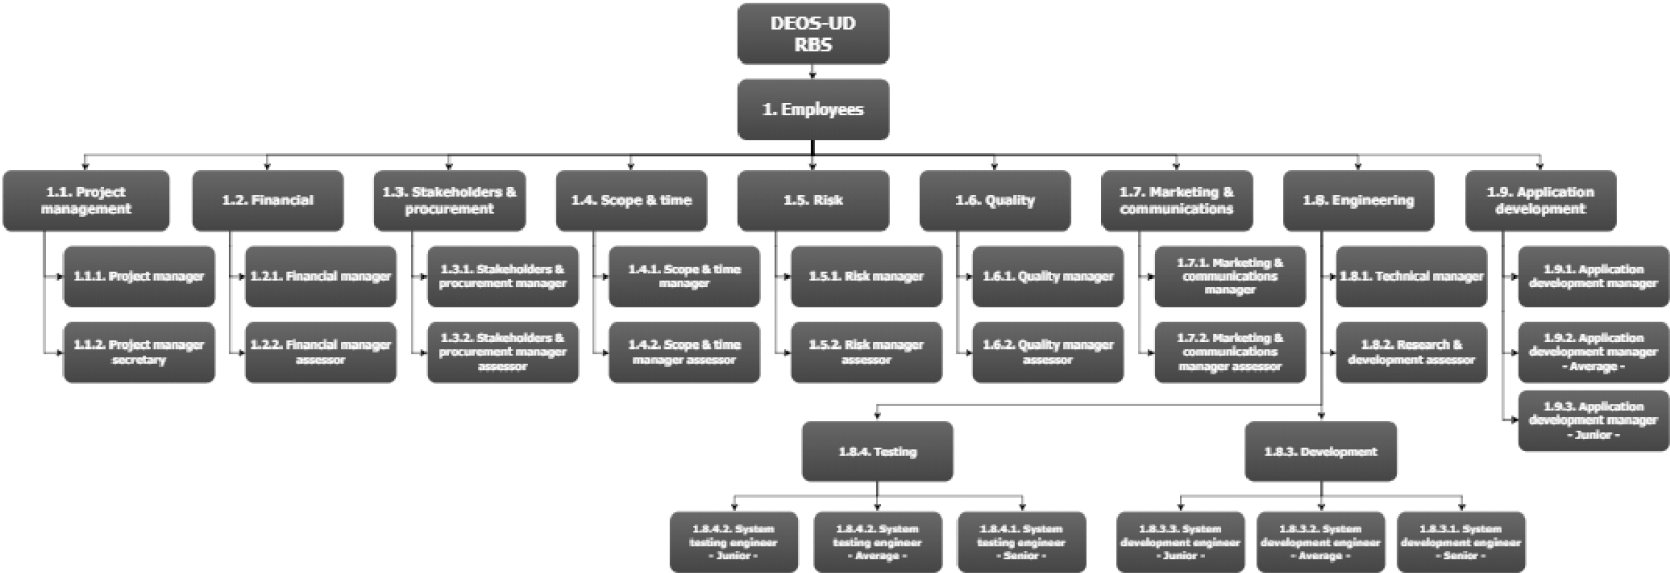 DEOS-UD
RBS
1. Employees
1.1. Project
management
1.2. Financial
1.3. Stakeholders &
procurement
1.4. Scope & time
1.5. Risk
1.6. Quality
1.7. Marketing &
communications
1.8. Engineering
1.9. Application
development
1.1.1. Project manager
1.2.1. Financial manager
1.3.1. Stakeholders &
procurement manager
1.4.1. Scope & time
manager
1.5.1. Risk manager
1.6.1. Quality manager
1.7.1. Marketing &
communications
manager
1.8.1. Technical manager
1.9.1. Application
development manager
1.1.2. Project manager
secretary
1.2.2. Financial manager
assessor
1.3.2. Stakeholders &
procurement manager
assessor
1.4.2. Scope & time
manager assessor
1.5.2. Risk manager
assessor
1.6.2. Quality manager
assessor
1.7.2. Marketing &
communications
manager assessor
1.8.2. Research &
development assessor
1.9.2. Application
development manager
- Average -
1.9.3. Application
development manager
- Junior -
1.8.4. Testing
1.8.3. Development
1.8.4.2. System
testing engineer
- Junior -
1.8.4.2. System
testing engineer
- Average -
1.8.4.1. System
testing engineer
- Senior -
1.8.3.3. System
development engineer
- Junior -
1.8.3.2. System
development engineer
- Average -
1.8.3.1. System
development engineer
- Senior -